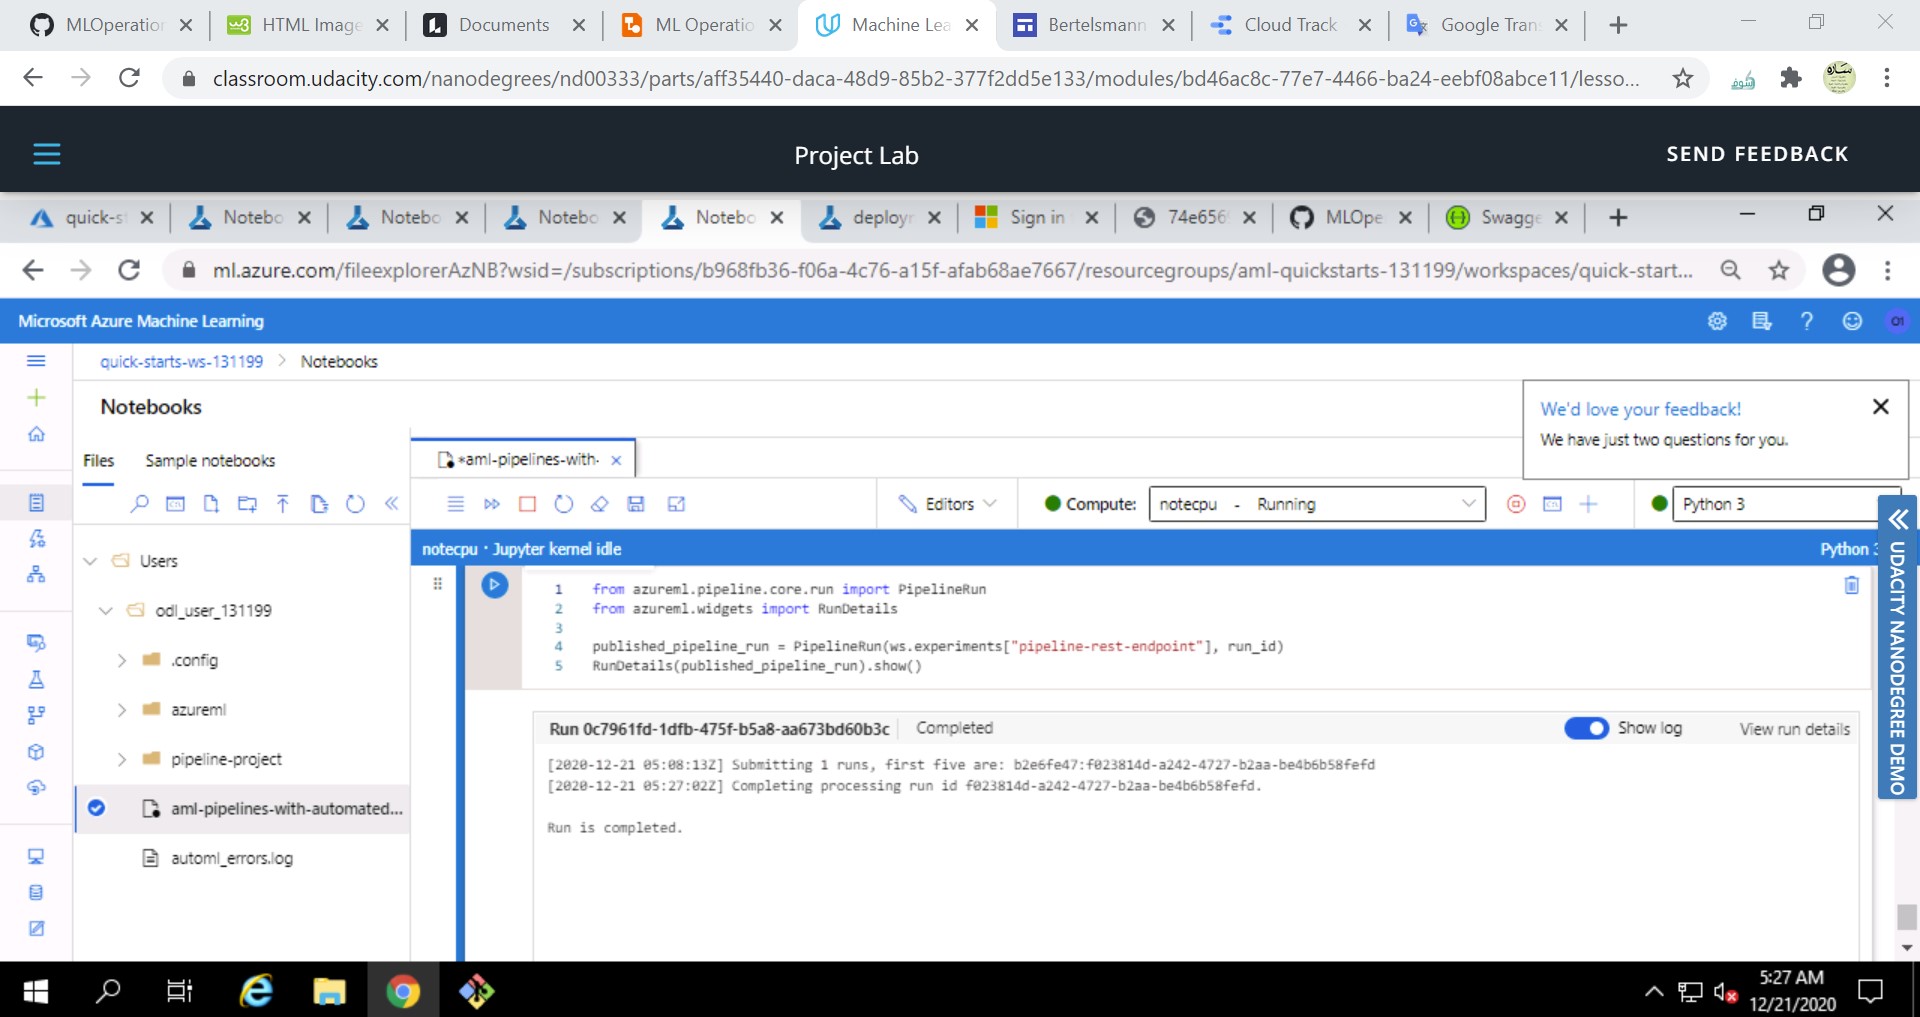 MLOperation
HTML Image
Documents
ML Operatio
Machine Lea
Bertelsmann
Cloud Track
Google Tran
classroom.udacity.com/nanodegrees/nd00333/parts/aff35440-daca-48d9-85b2-377f2dd5e133/modules/bd46ac8c-77e7-4466-ba24-eebf08abce11/lesso...
Project Lab
SEND FEEDBACK
quick-st
Notebo
Notebo
Notebo
Notebo
deployr
Sign in
74e656
MLOpe
Swagge
ml.azure.com/fileexplorerAzNB?wsid=/subscriptions/b968fb36-f06a-4c76-a15f-afab68ae7667/resourcegroups/aml-quickstarts-131199/workspaces/quick-start...
Microsoft Azure Machine Learning
O1
quick-starts-ws-131199 > Notebooks
Notebooks
We'd love your feedback!
We have just two questions for you.
Files
Sample notebooks
*aml-pipelines-with-
Editors
Compute:
notecpu - Running
Python 3
notecpu · Jupyter kernel idle
Python 3
Users
odl_user_131199
.config
azureml
pipeline-project
aml-pipelines-with-automated...
automl_errors.log
1 from azureml.pipeline.core.run import PipelineRun
2 from azureml.widgets import RunDetails
3
4 published_pipeline_run = PipelineRun(ws.experiments["pipeline-rest-endpoint"], run_id)
5 RunDetails(published_pipeline_run).show()
Run 0c7961fd-1dfb-475f-b5a8-aa673bd60b3c
Completed
Show log
View run details
[2020-12-21 05:08:13Z] Submitting 1 runs, first five are: b2e6fe47:f023814d-a242-4727-b2aa-be4b6b58fefd
[2020-12-21 05:27:02Z] Completing processing run id f023814d-a242-4727-b2aa-be4b6b58fefd.
Run is completed.
UDACITY NANODEGREE DEMO
5:27 AM
12/21/2020